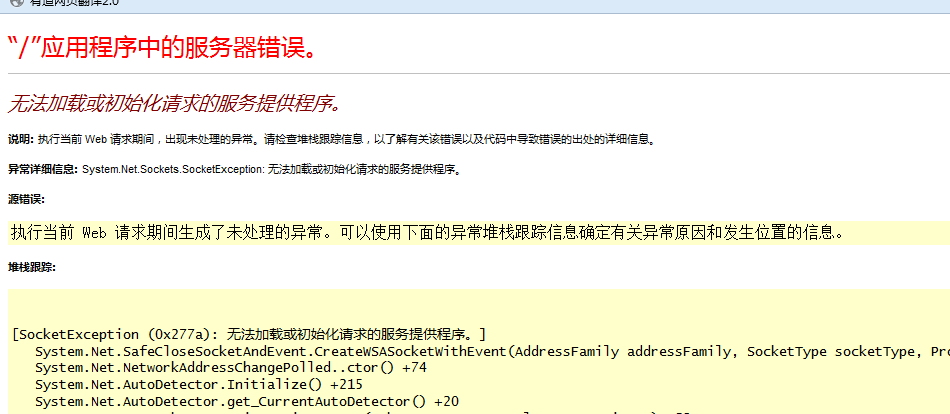 有道网页翻译2.0
“/”应用程序中的服务器错误。
无法加载或初始化请求的服务提供程序。
说明: 执行当前 Web 请求期间，出现未处理的异常。请检查堆栈跟踪信息，以了解有关该错误以及代码中导致错误的出处的详细信息。
异常详细信息: System.Net.Sockets.SocketException: 无法加载或初始化请求的服务提供程序。
源错误:
执行当前 Web 请求期间生成了未处理的异常。可以使用下面的异常堆栈跟踪信息确定有关异常原因和发生位置的信息。
堆栈跟踪:
[SocketException (0x277a): 无法加载或初始化请求的服务提供程序。]
System.Net.SafeCloseSocketAndEvent.CreateWSASocketWithEvent(AddressFamily addressFamily, SocketType socketType, Pro
System.Net.NetworkAddressChangePolled..ctor() +74
System.Net.AutoDetector.Initialize() +215
System.Net.AutoDetector.get_CurrentAutoDetector() +20